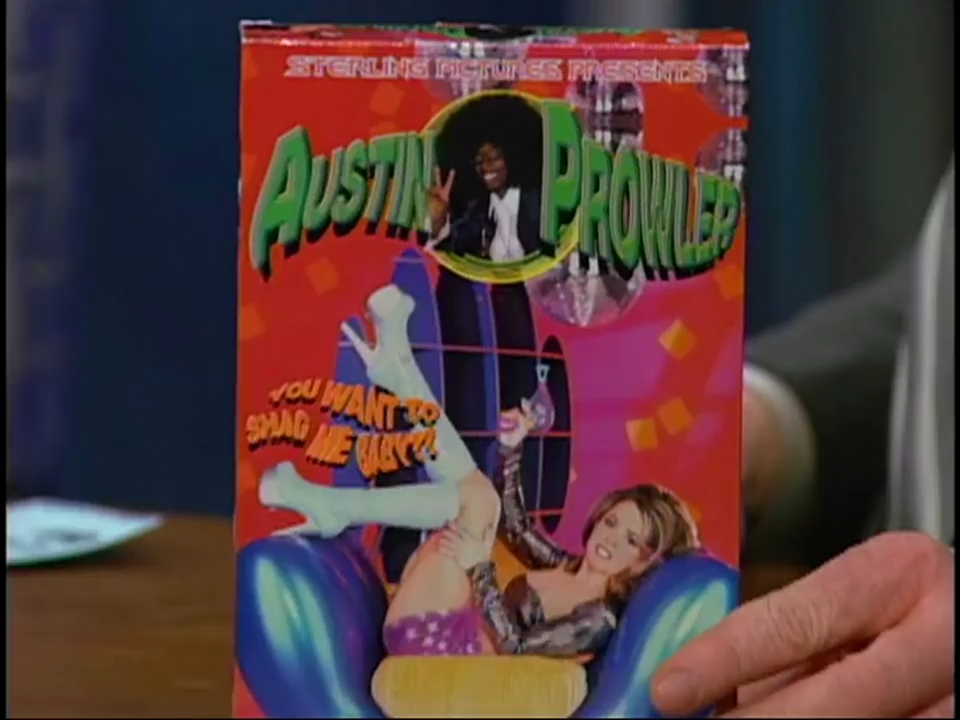 STERLING PICTURES PRESENTS
AUSTIN PROWLER
YOU WANT TO
SHAG ME BABY?!